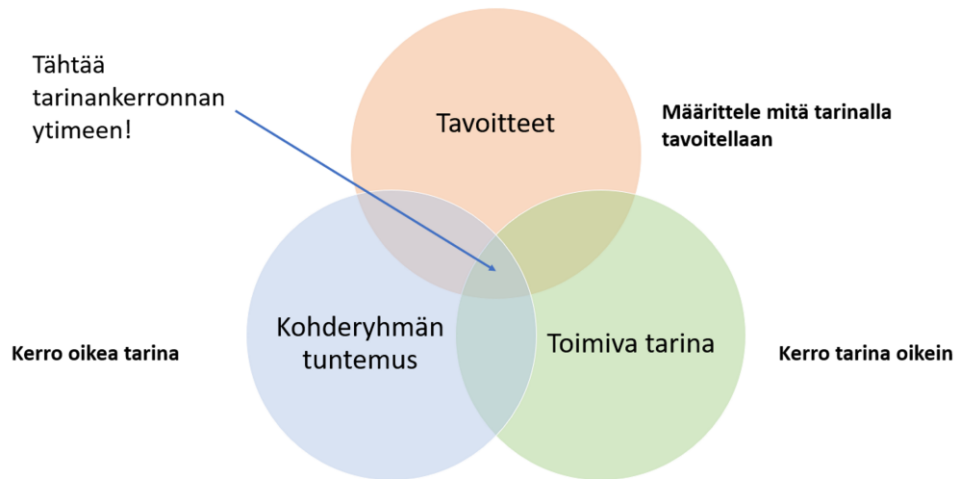 Tähtää
tarinankerronnan
ytimeen!
Tavoitteet
Määrittele mitä tarinalla
tavoitellaan
Kohderyhmän
tuntemus
Toimiva tarina
Kerro oikea tarina
Kerro tarina oikein